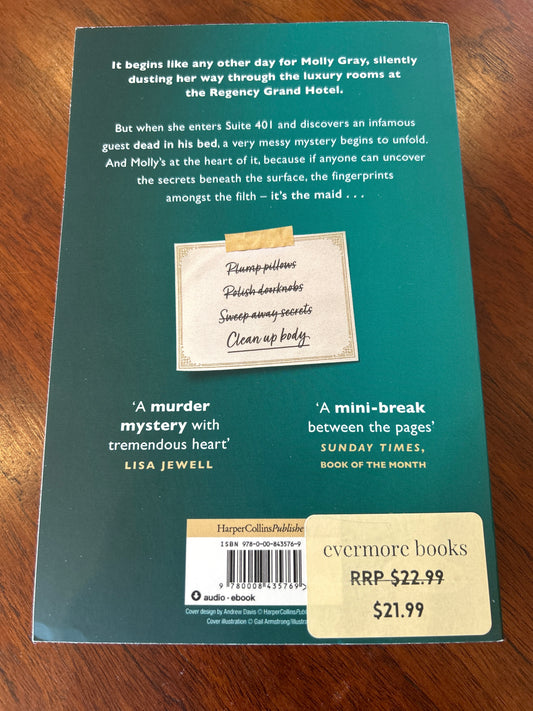 It begins like any other day for Molly Gray, silently
dusting her way through the luxury rooms at
the Regency Grand Hotel.
But when she enters Suite 401 and discovers an infamous
guest dead in his bed, a very messy mystery begins to unfold.
And Molly's at the heart of it, because if anyone can uncover
the secrets beneath the surface, the fingerprints
amongst the filth – it's the maid . . .
Plump pillows
Polish doorknobs
Sweep away secrets
Clean up body
'A murder
mystery with
tremendous heart'
LISA JEWELL
'A mini-break
between the pages'
SUNDAY TIMES,
BOOK OF THE MONTH
HarperCollinsPublishe
ISBN 978-0-00-843576-9
9 780008 435769
audio · ebook
Cover design by Andrew Davis © HarperCollinsPubl
Cover illustration © Gail Armstrong/Illustra
evermore books
RRP $22.99
$21.99